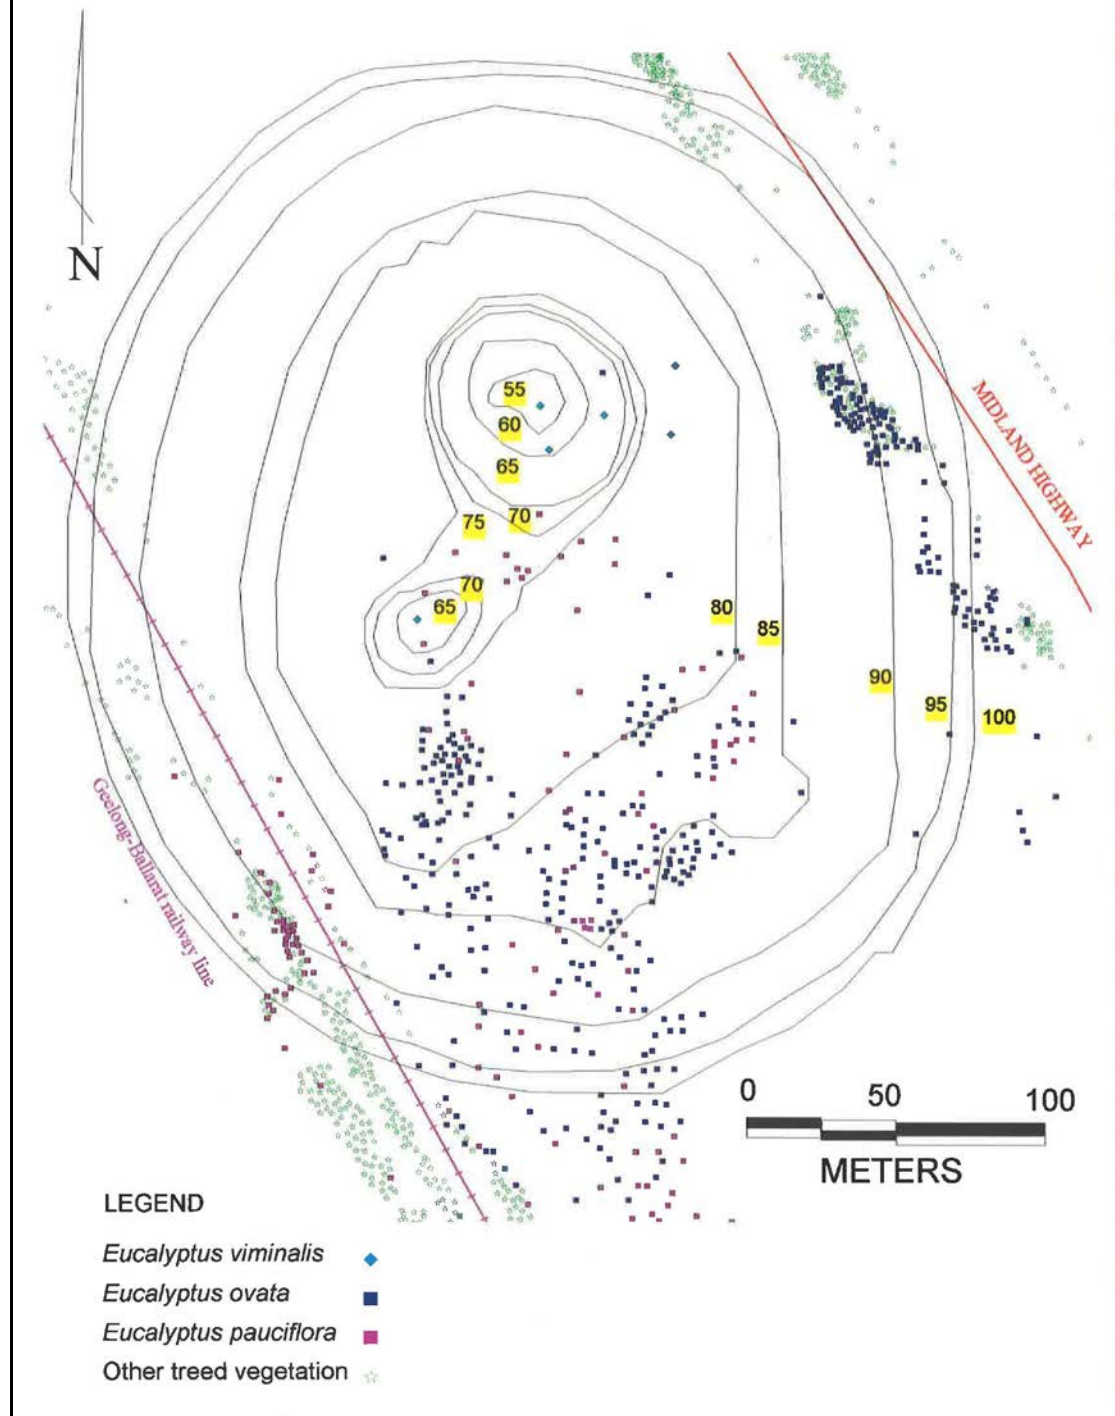 N
55
60
65
75
70
70
65
80
85
90
95
100
MIDLAND HIGHWAY
Geelong-Ballarat railway line
0 50 100
METERS
LEGEND
Eucalyptus viminalis
Eucalyptus ovata
Eucalyptus pauciflora
Other treed vegetation